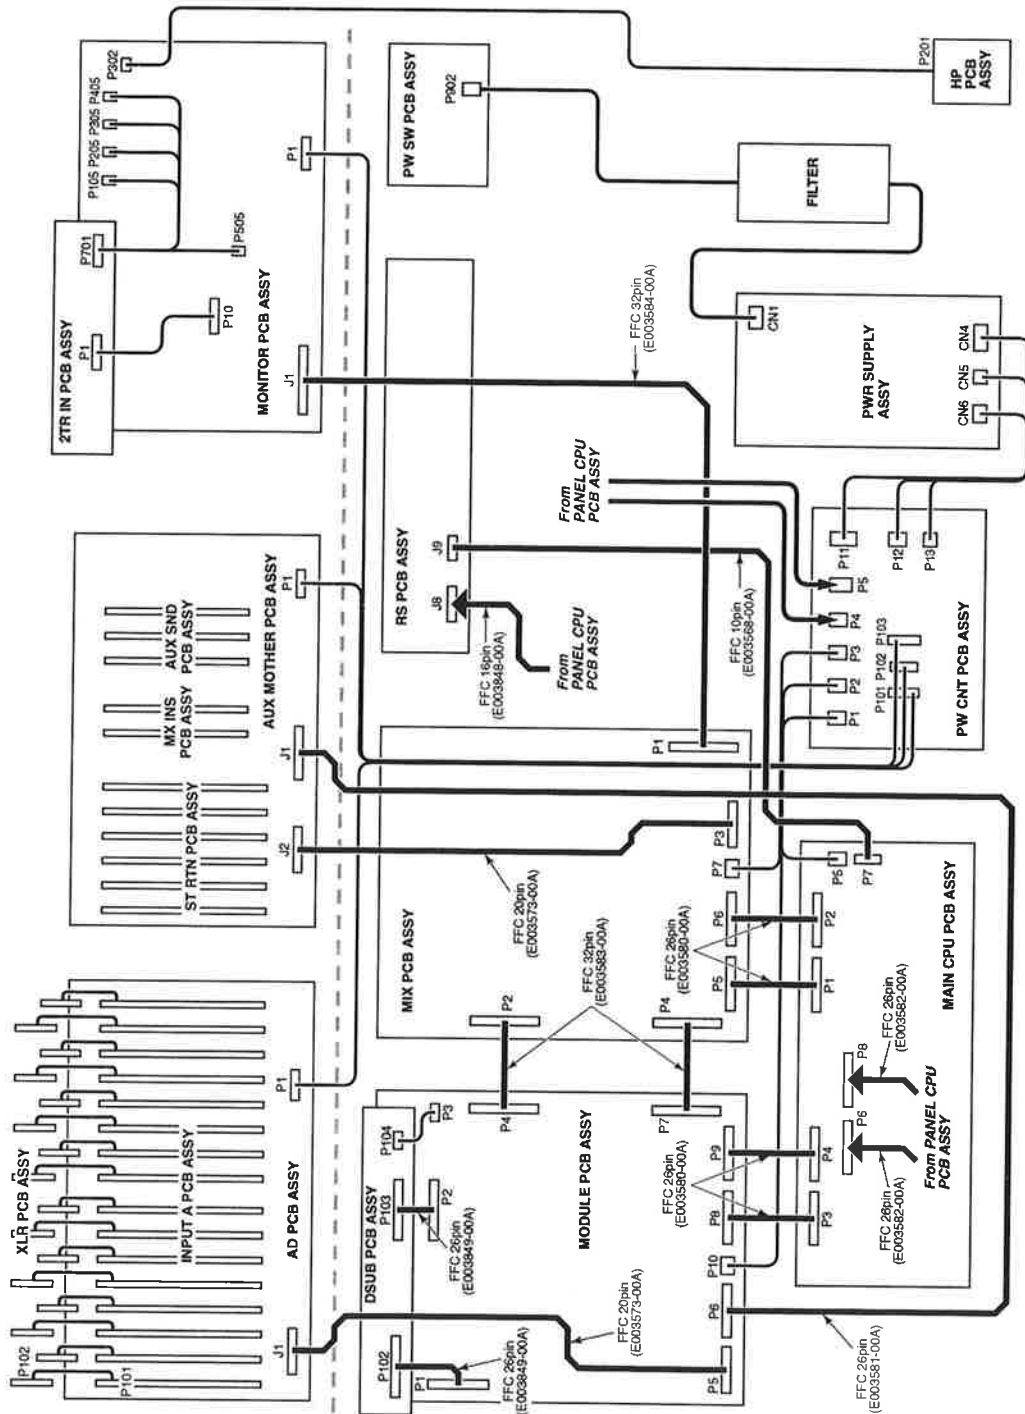 XLR PCB ASSY
P102
P101
INPUT A PCB ASSY
AD PCB ASSY
J1
P1
ST RTN PCB ASSY
MX INS
PCB ASSY
AUX SND
PCB ASSY
AUX MOTHER PCB ASSY
J2
J1
P1
2TR IN PCB ASSY
P1
P701
P105
P205
P305
P405
P302
P505
P10
MONITOR PCB ASSY
J1
P1
DSUB PCB ASSY
P102
P103
P104
P1
P2
P3
FFC 26pin
(E003849-00A)
FFC 26pin
(E003849-00A)
MODULE PCB ASSY
P4
P7
P5
P6
P10
P8
P9
FFC 20pin
(E003573-00A)
FFC 26pin
(E003581-00A)
FFC 26pin
(E003580-00A)
MIX PCB ASSY
P2
P4
P5
P6
P7
P3
P1
FFC 20pin
(E003573-00A)
FFC 32pin
(E003583-00A)
FFC 26pin
(E003580-00A)
RS PCB ASSY
J8
J9
FFC 16pin
(E003848-00A)
From
PANEL CPU
PCB ASSY
From
PANEL CPU
PCB ASSY
FFC 10pin
(E003568-00A)
FFC 32pin
(E003584-00A)
PW SW PCB ASSY
P902
FILTER
P201
HP
PCB
ASSY
PWR SUPPLY
ASSY
CN1
CN6
CN5
CN4
PW CNT PCB ASSY
P1
P2
P3
P4
P5
P11
P12
P13
P101
P102
P103
MAIN CPU PCB ASSY
P3
P4
P1
P2
P5
P7
P6
P8
FFC 26pin
(E003582-00A)
FFC 26pin
(E003582-00A)
From PANEL CPU
PCB ASSY